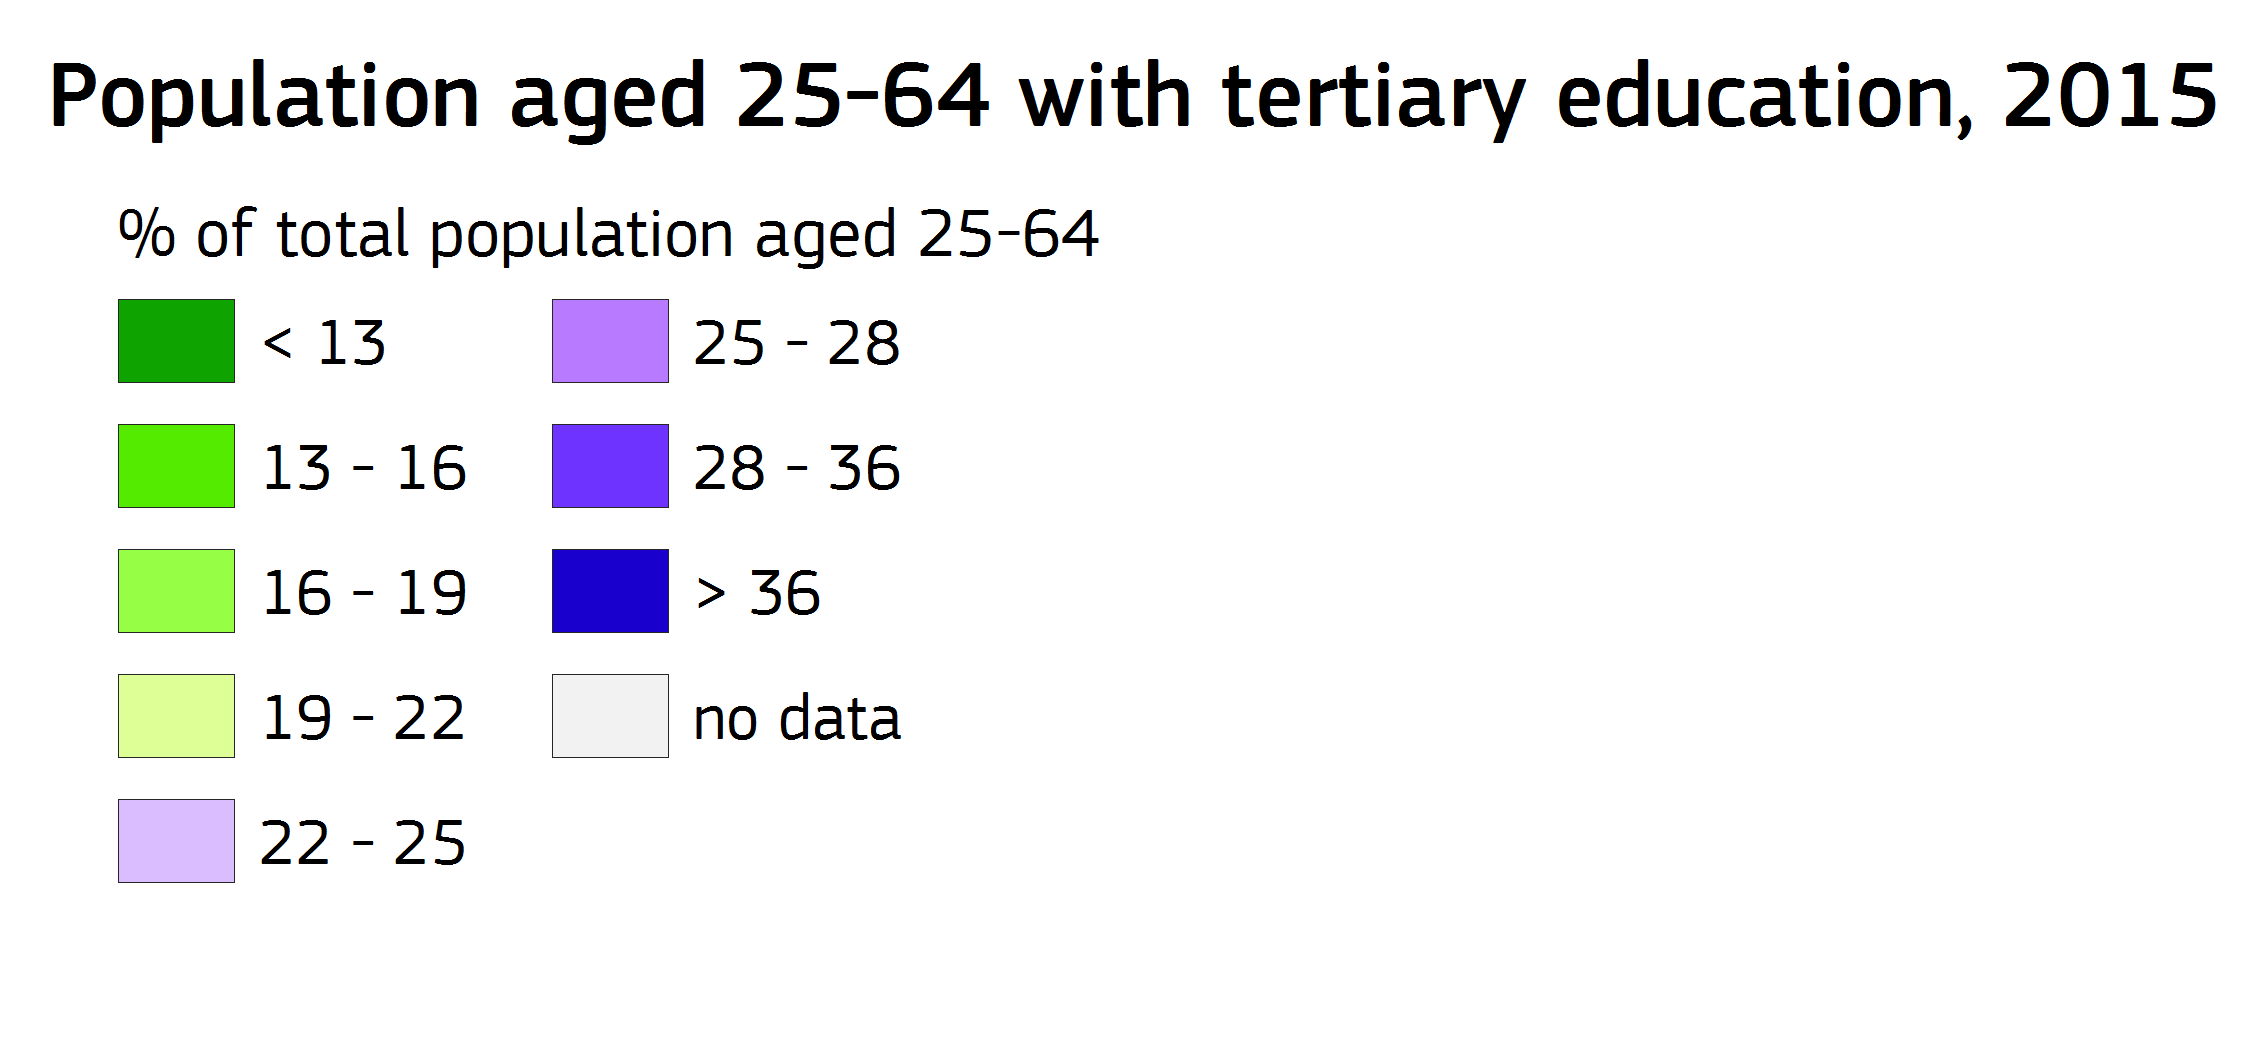 Population aged 25-64 with tertiary education, 2015
% of total population aged 25-64
< 13
13 - 16
16 - 19
19 - 22
22 - 25
25 - 28
28 - 36
> 36
no data